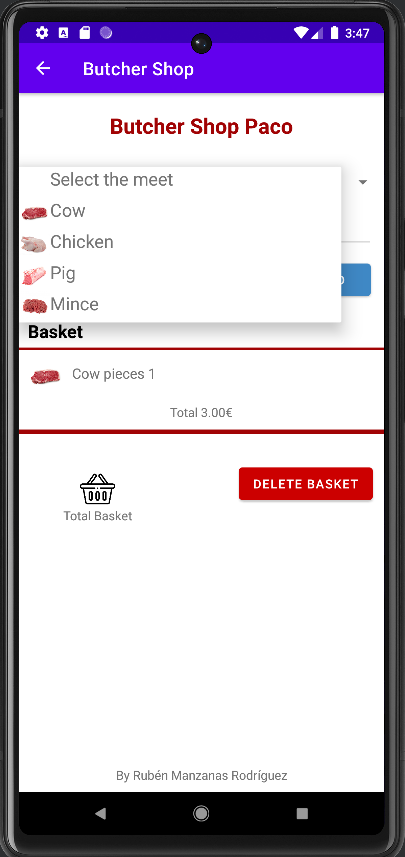 3:47
Butcher Shop
Butcher Shop Paco
Select the meet
Cow
Chicken
Pig
Mince
Basket
Cow pieces 1
Total 3.00€
Total Basket
DELETE BASKET
By Rubén Manzanas Rodríguez